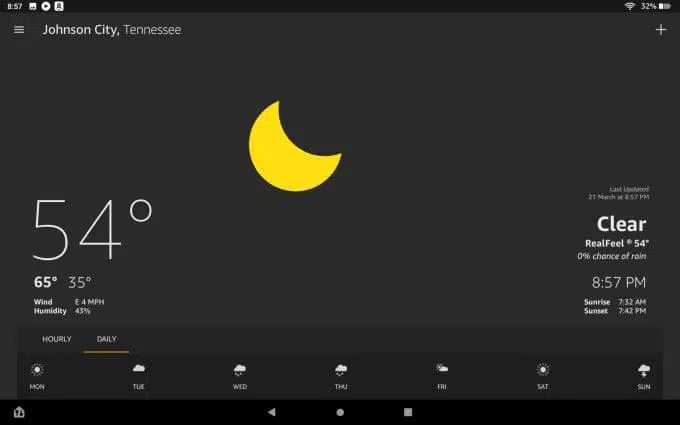 8:57
32%
Johnson City, Tennessee
Last Updated
21 March at 8:57 PM
54°
Clear
RealFeel ® 54°
0% chance of rain
65° 35°
8:57 PM
Wind E 4 MPH
Humidity 43%
Sunrise 7:32 AM
Sunset 7:42 PM
HOURLY DAILY
MON TUE WED THU FRI SAT SUN